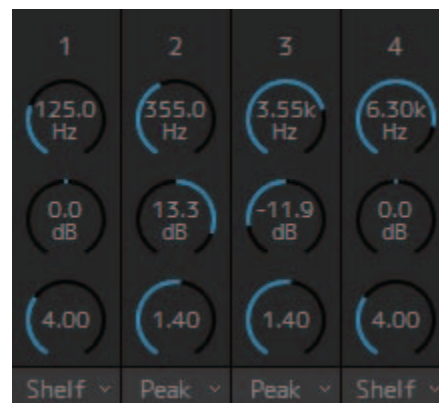 1 2 3 4
125.0 355.0 3.55k 6.30k
Hz Hz Hz Hz
0.0 13.3 -11.9 0.0
dB dB dB dB
4.00 1.40 1.40 4.00
Shelf Peak Peak Shelf